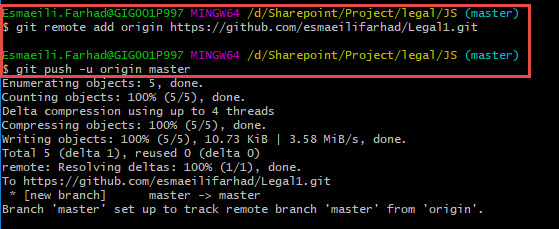 Esmaeili.Farhad@GIG001P997 MINGW64 /d/Sharepoint/Project/legal/JS (master)
$ git remote add origin https://github.com/esmaeilifarhad/Legal1.git
Esmaeili.Farhad@GIG001P997 MINGW64 /d/Sharepoint/Project/legal/JS (master)
$ git push -u origin master
Enumerating objects: 5, done.
Counting objects: 100% (5/5), done.
Delta compression using up to 4 threads
Compressing objects: 100% (5/5), done.
Writing objects: 100% (5/5), 10.73 KiB | 3.58 MiB/s, done.
Total 5 (delta 1), reused 0 (delta 0)
remote: Resolving deltas: 100% (1/1), done.
To https://github.com/esmaeilifarhad/Legal1.git
 * [new branch]      master -> master
Branch 'master' set up to track remote branch 'master' from 'origin'.